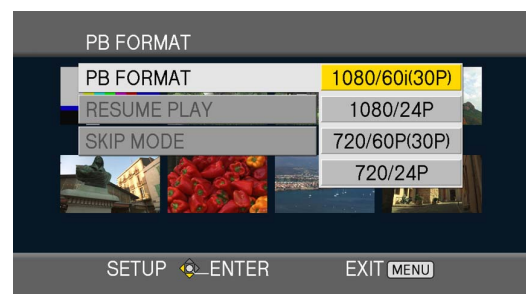 PB FORMAT
PB FORMAT 1080/60i(30P)
RESUME PLAY 1080/24P
SKIP MODE 720/60P(30P)
720/24P
SETUP ENTER EXIT MENU